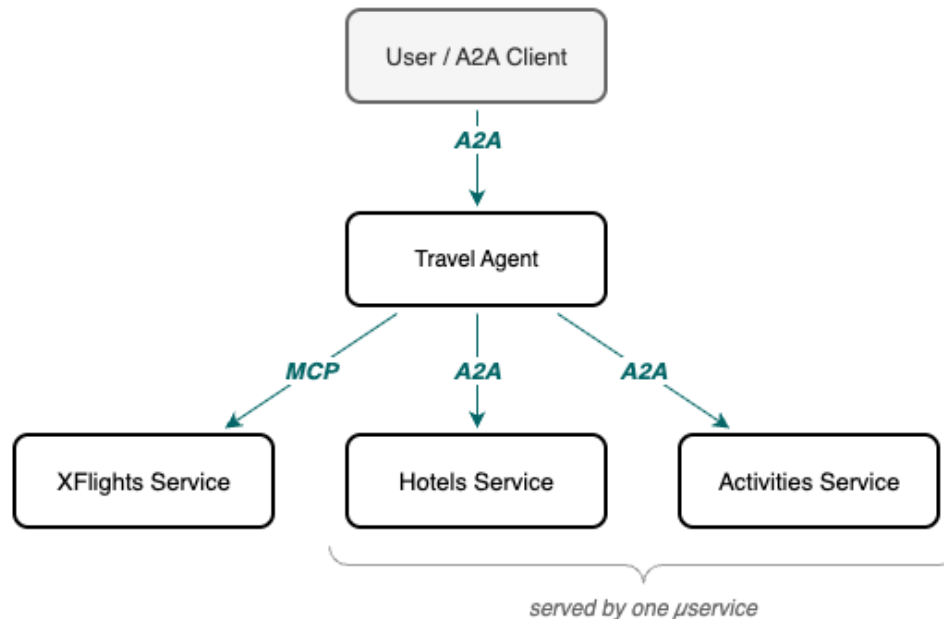 User / A2A Client
A2A
Travel Agent
MCP
A2A
A2A
XFlights Service
Hotels Service
Activities Service
served by one µservice